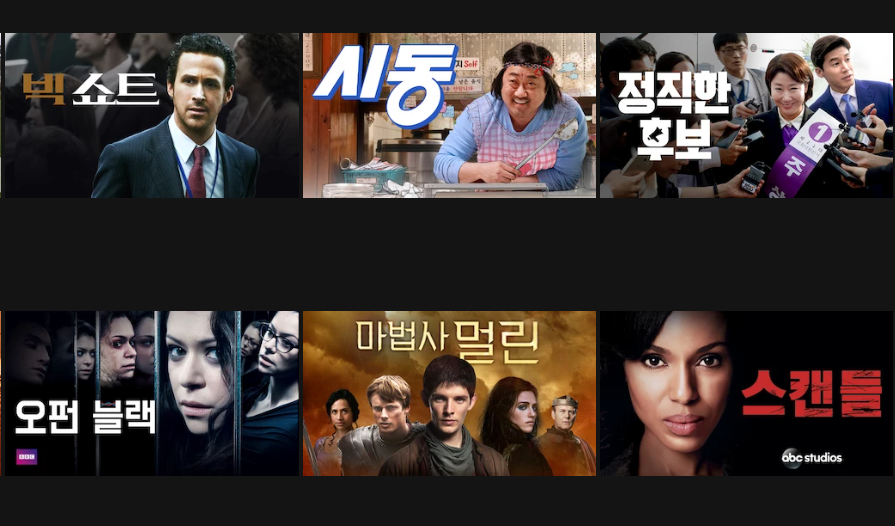 빅 쇼트
시동
Self
정직한
후보
1
주
오펀 블랙
BBC
마법사 멀린
스캔들
abc studios